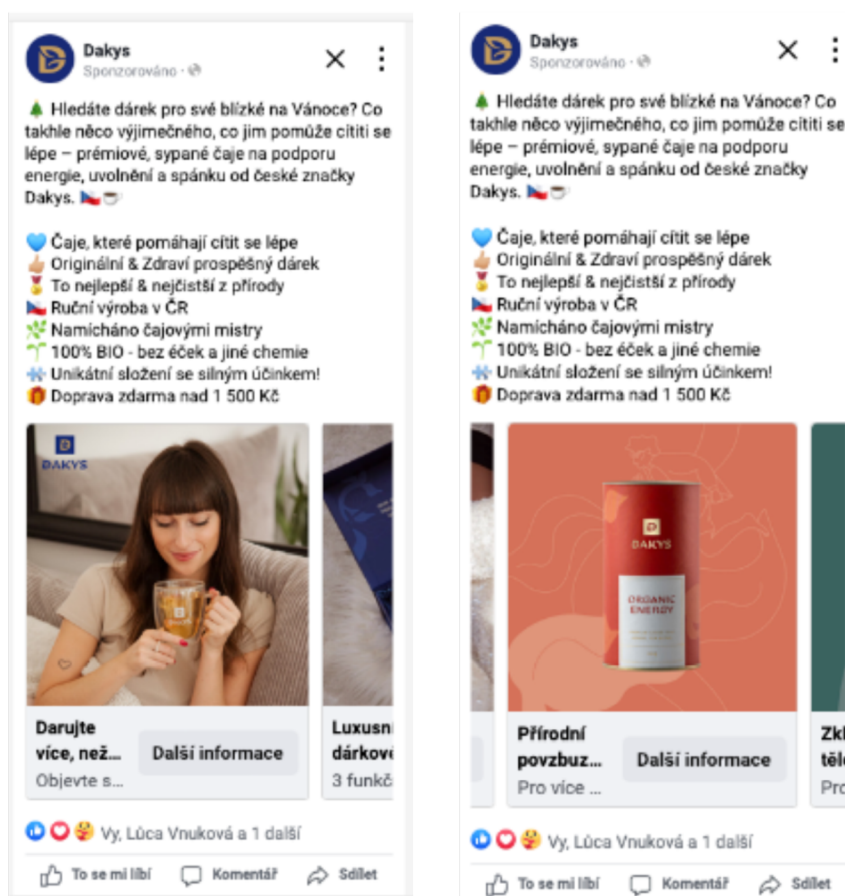 Dakys
Sponzorováno
🎄 Hledáte dárek pro své blízké na Vánoce? Co
takhle něco výjimečného, co jim pomůže cítiti se
lépe – prémiové, sypané čaje na podporu
energie, uvolnění a spánku od české značky
Dakys. 🇨🇿☕
💙 Čaje, které pomáhají cítit se lépe
👍🏼 Originální & Zdraví prospěšný dárek
🏅 To nejlepší & nejčistší z přírody
🇨🇿 Ruční výroba v ČR
🌿 Namícháno čajovými mistry
🌱 100% BIO - bez éček a jiné chemie
❄️ Unikátní složení se silným účinkem!
🎁 Doprava zdarma nad 1 500 Kč
DAKYS
Darujte
více, než...
Další informace
Objevte s...
Luxusn
dárkov
3 funkč
Vy, Lůca Vnuková a 1 další
To se mi líbí
Komentář
Sdílet
Dakys
Sponzorováno
🎄 Hledáte dárek pro své blízké na Vánoce? Co
takhle něco výjimečného, co jim pomůže cítiti se
lépe – prémiové, sypané čaje na podporu
energie, uvolnění a spánku od české značky
Dakys. 🇨🇿☕
💙 Čaje, které pomáhají cítit se lépe
👍🏼 Originální & Zdraví prospěšný dárek
🏅 To nejlepší & nejčistší z přírody
🇨🇿 Ruční výroba v ČR
🌿 Namícháno čajovými mistry
🌱 100% BIO - bez éček a jiné chemie
❄️ Unikátní složení se silným účinkem!
🎁 Doprava zdarma nad 1 500 Kč
DAKYS
ORGANIC
ENERGY
Přírodní
povzbuz...
Další informace
Pro více ...
Zkl
těl
Pro
Vy, Lůca Vnuková a 1 další
To se mi líbí
Komentář
Sdílet